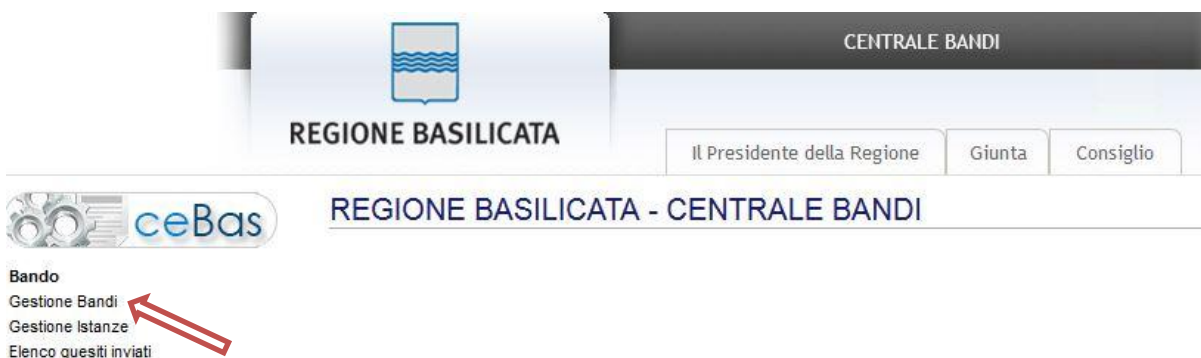 CENTRALE BANDI
REGIONE BASILICATA
Il Presidente della Regione Giunta Consiglio
ceBas
REGIONE BASILICATA - CENTRALE BANDI
Bando
Gestione Bandi
Gestione Istanze
Elenco quesiti inviati